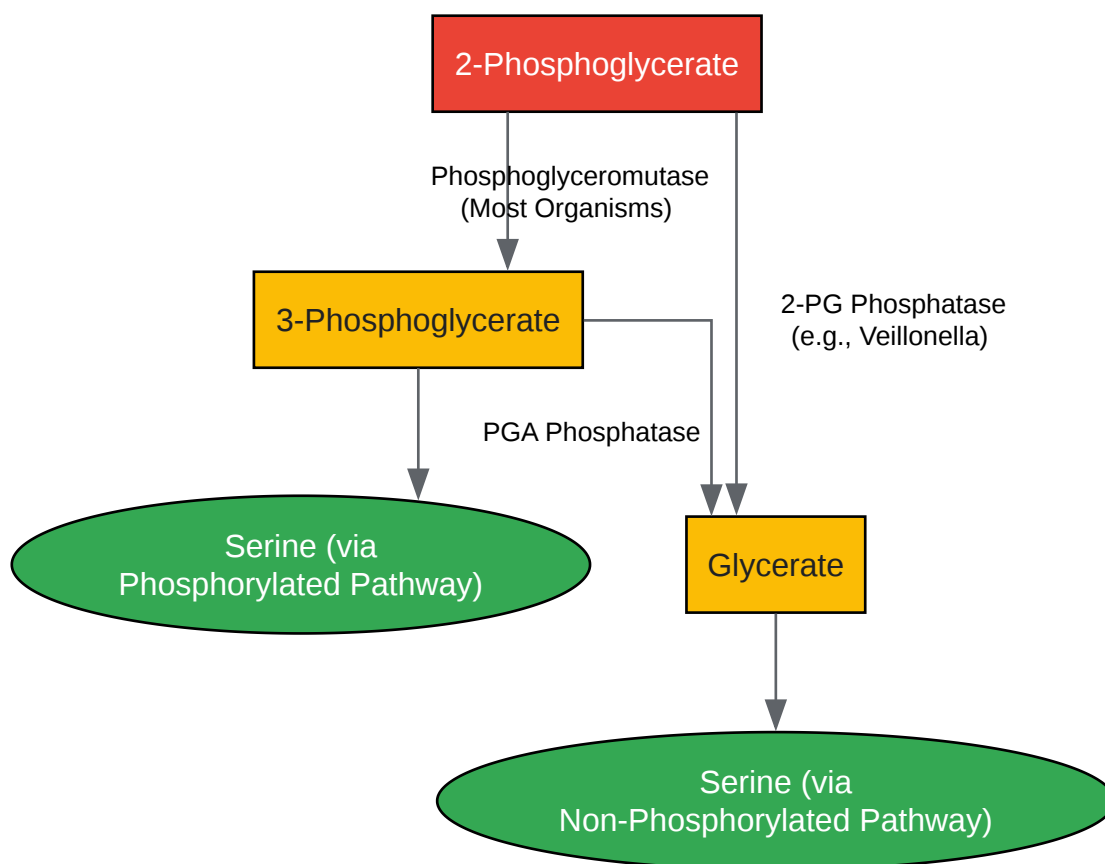 2-Phosphoglycerate
Phosphoglyceromutase
(Most Organisms)
3-Phosphoglycerate
2-PG Phosphatase
(e.g., Veillonella)
PGA Phosphatase
Serine (via
Phosphorylated Pathway)
Glycerate
Serine (via
Non-Phosphorylated Pathway)